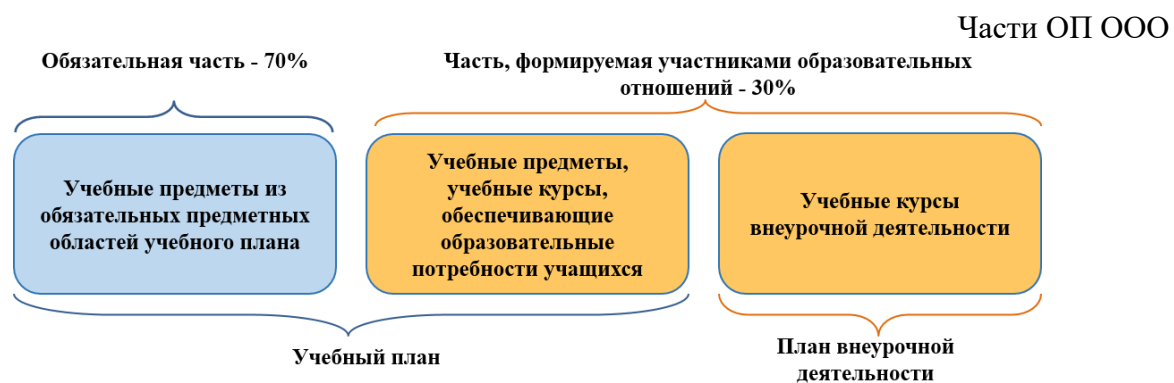 Части ОП ООО
Обязательная часть - 70%
Часть, формируемая участниками образовательных
отношений - 30%
Учебные предметы из
обязательных предметных
областей учебного плана
Учебные предметы,
учебные курсы,
обеспечивающие
образовательные
потребности учащихся
Учебные курсы
внеурочной деятельности
Учебный план
План внеурочной
деятельности